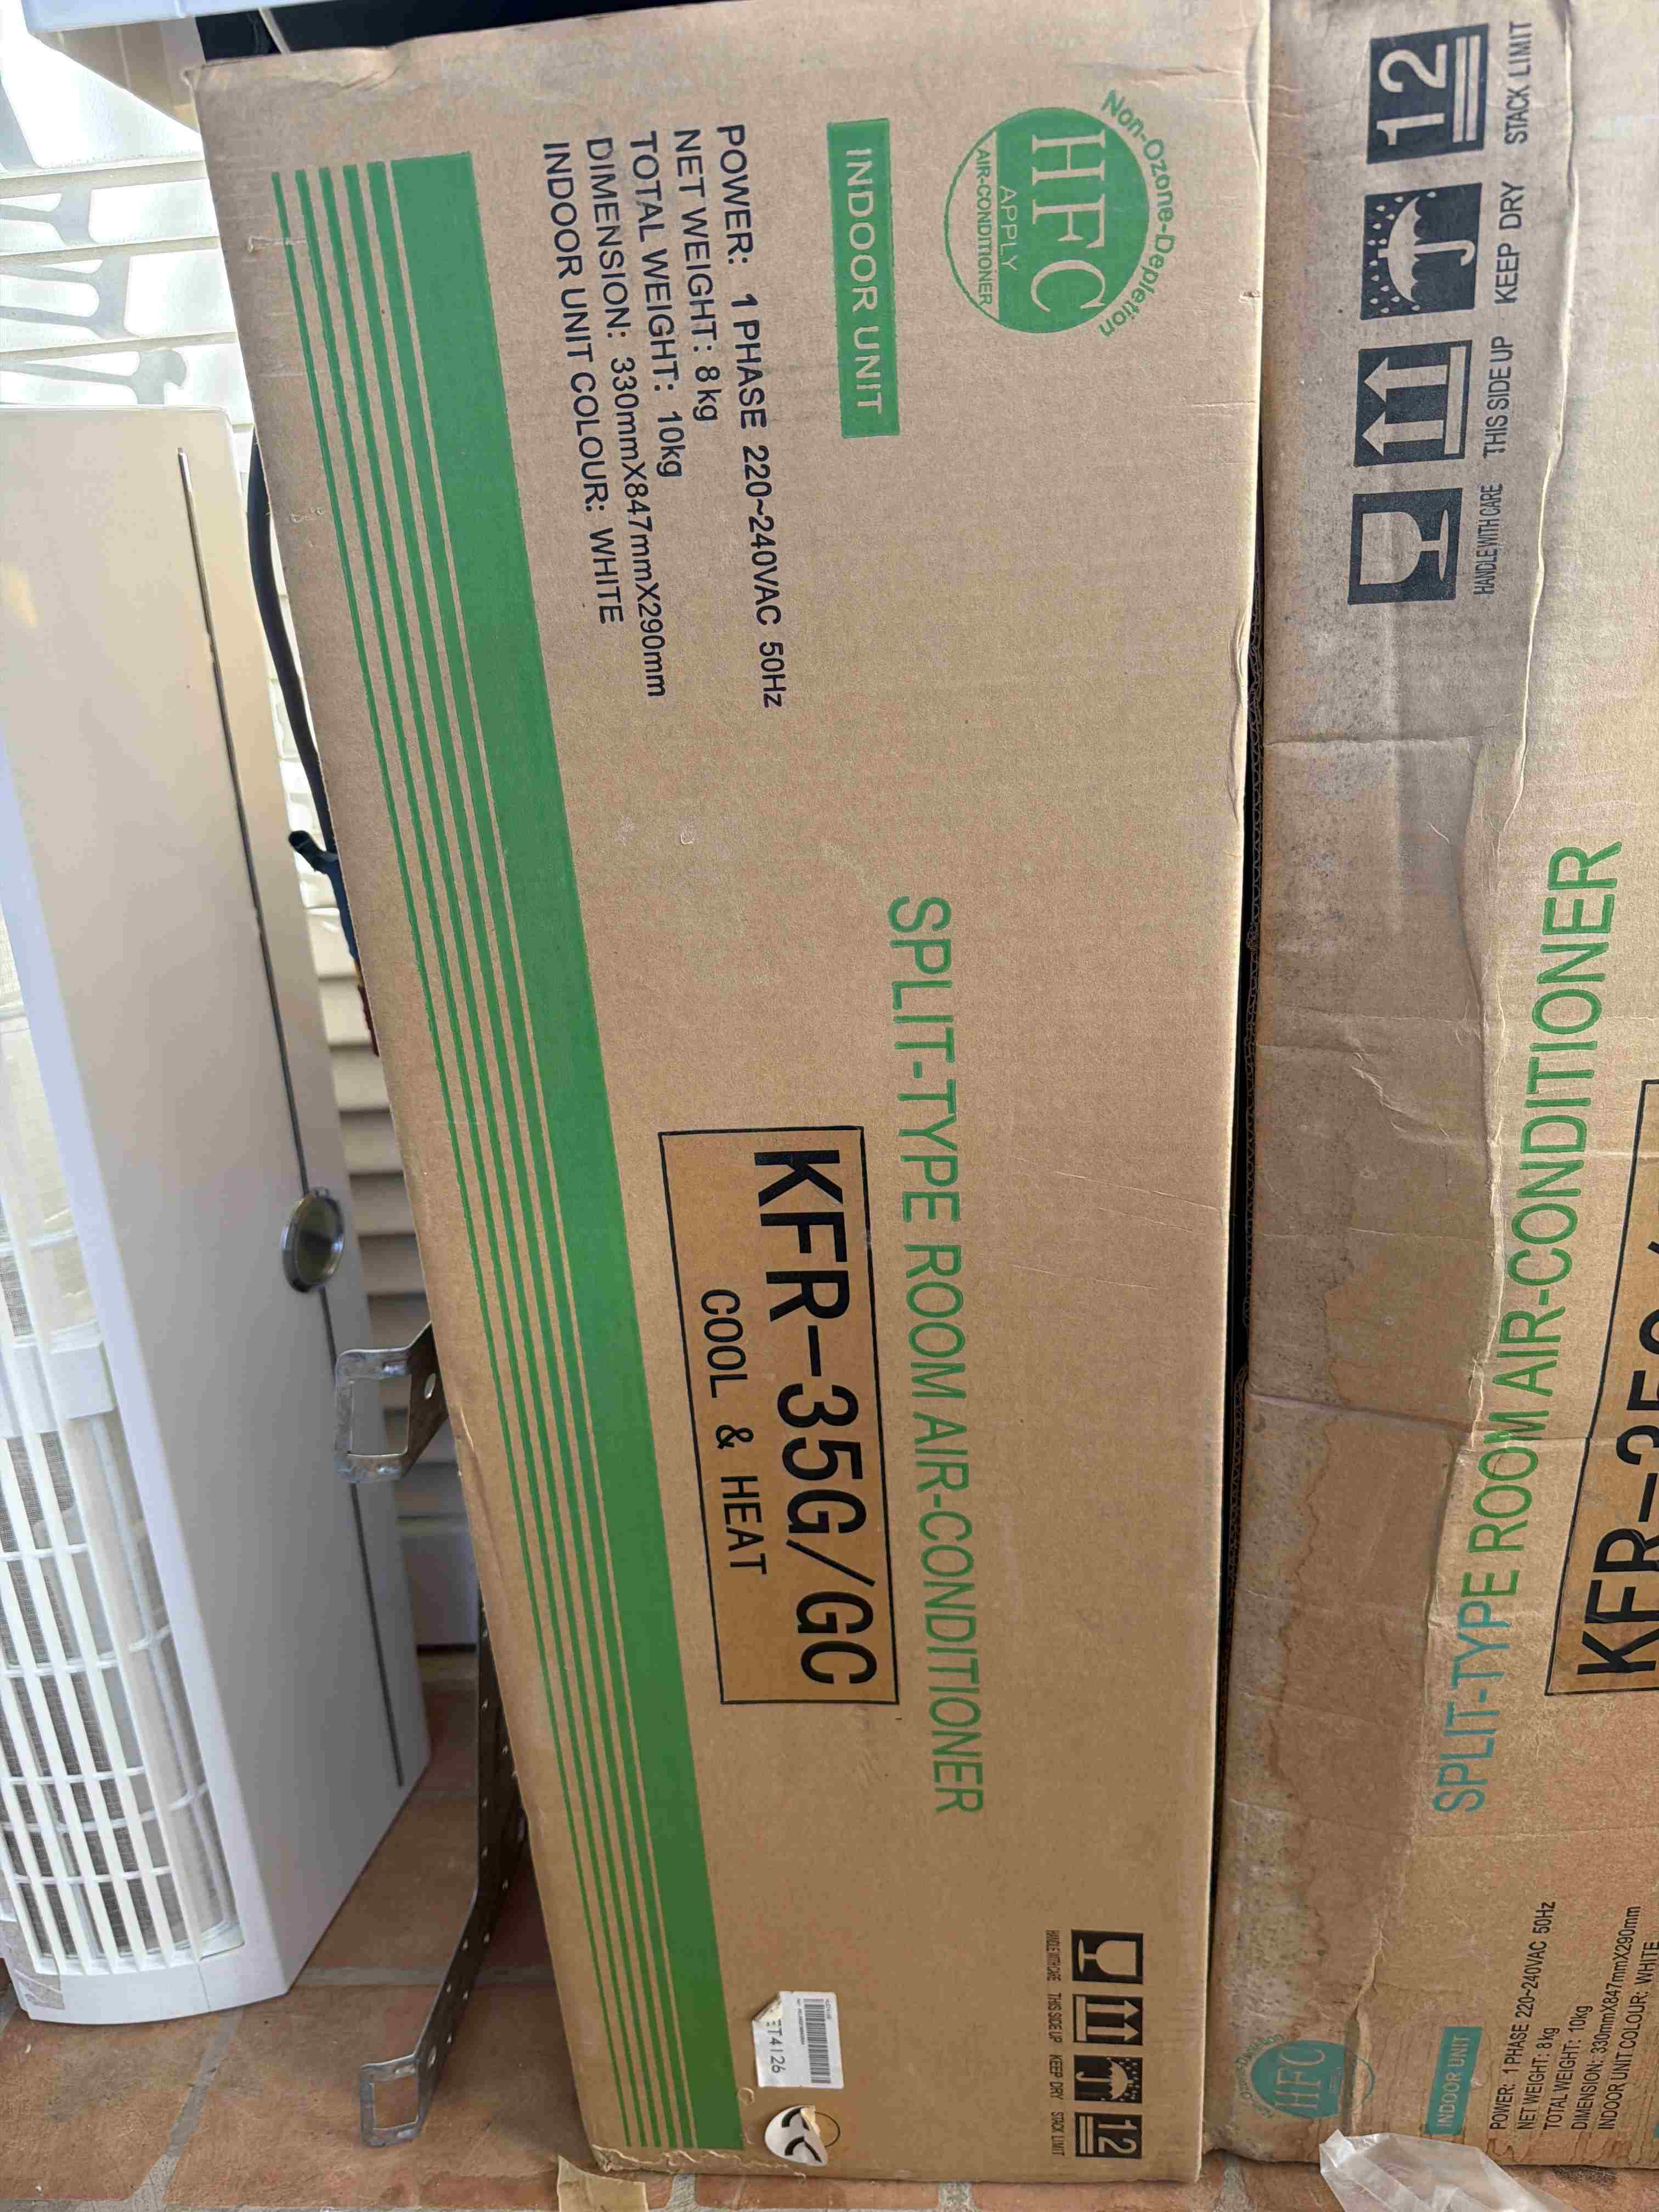 Non-Ozone-Depletion
HFC
APPLY
AIR-CONDITIONER
INDOOR UNIT
POWER: 1 PHASE 220~240VAC 50Hz
NET WEIGHT: 8kg
TOTAL WEIGHT: 10kg
DIMENSION: 330mmX847mmX290mm
INDOOR UNIT COLOUR: WHITE
SPLIT-TYPE ROOM AIR-CONDITIONER
KFR-35G/GC
COOL & HEAT
HANDLE WITH CARE THIS SIDE UP KEEP DRY STACK LIMIT
12
ET4126
HANDLE WITH CARE THIS SIDE UP KEEP DRY STACK LIMIT
12
SPLIT-TYPE ROOM AIR-CONDITIONER
KFR-35G/
HFC
INDOOR UNIT
POWER: 1 PHASE 220~240VAC 50Hz
NET WEIGHT: 8kg
TOTAL WEIGHT: 10kg
DIMENSION: 330mmX847mmX290mm
INDOOR UNIT COLOUR: WHITE